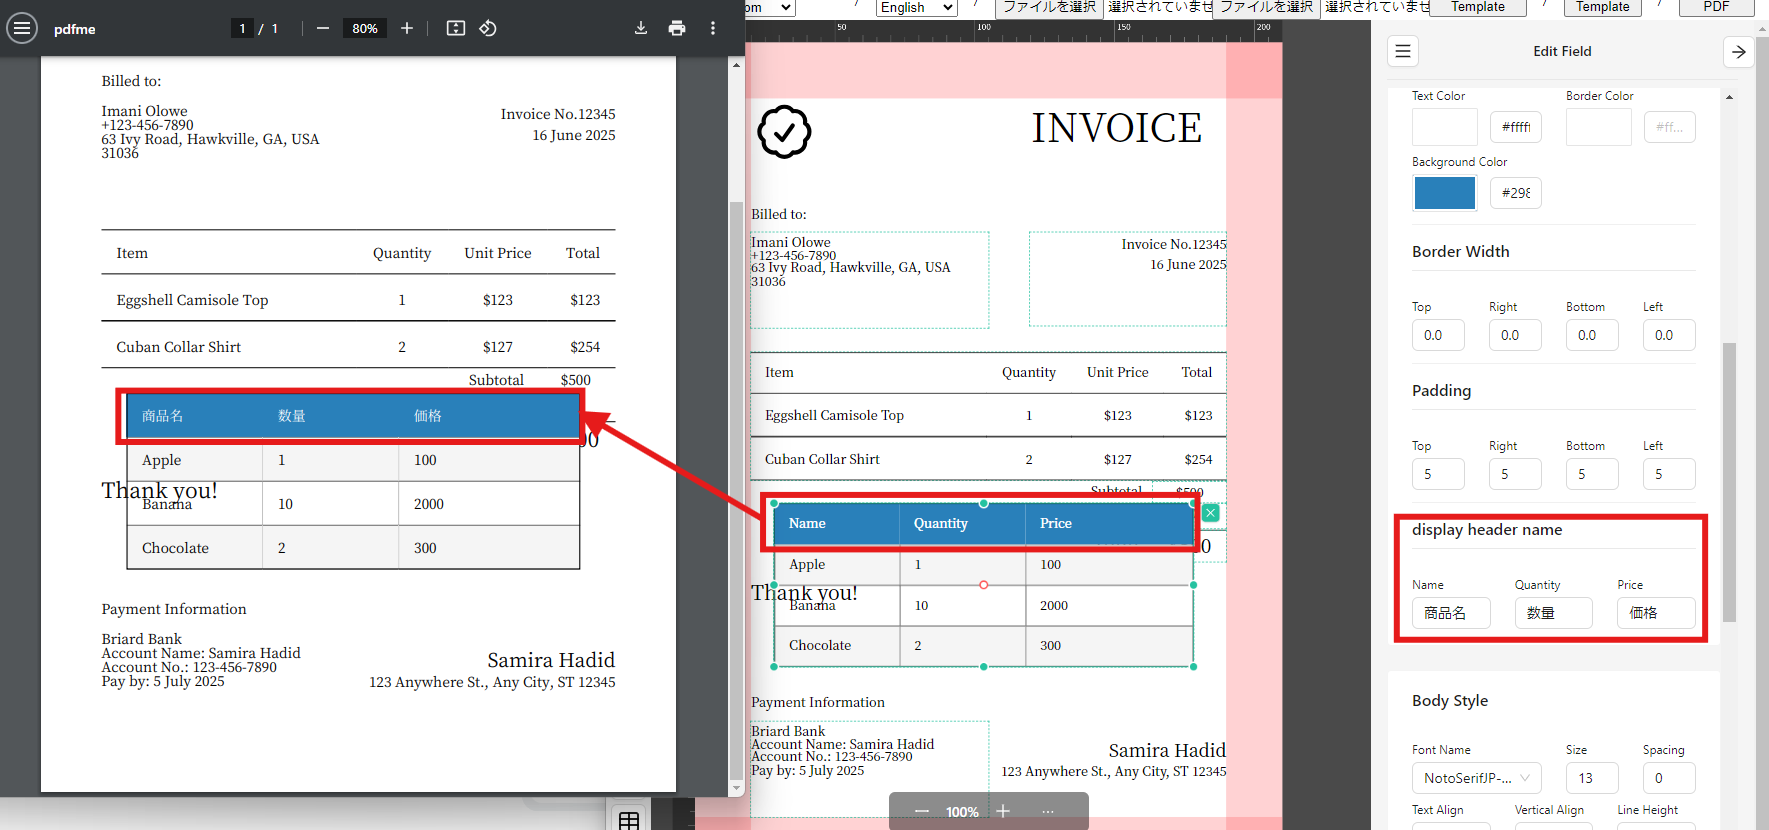 pdfme
1 / 1
80%
Billed to:
Imani Olowe
+123-456-7890
63 Ivy Road, Hawkville, GA, USA
31036
Invoice No.12345
16 June 2025
Item Quantity Unit Price Total
Eggshell Camisole Top 1 $123 $123
Cuban Collar Shirt 2 $127 $254
Subtotal $500
商品名 数量 価格
Apple 1 100
Thank you!
Banana 10 2000
Chocolate 2 300
Payment Information
Briard Bank
Account Name: Samira Hadid
Account No.: 123-456-7890
Pay by: 5 July 2025
Samira Hadid
123 Anywhere St., Any City, ST 12345
om / English / ファイルを選択 選択されていませ ファイルを選択 選択されていませ Template / Template / PDF
50 100 150 200
INVOICE
Billed to:
Imani Olowe
+123-456-7890
63 Ivy Road, Hawkville, GA, USA
31036
Invoice No.12345
16 June 2025
Item Quantity Unit Price Total
Eggshell Camisole Top 1 $123 $123
Cuban Collar Shirt 2 $127 $254
Subtotal $500
Name Quantity Price
Apple 1 100
Thank you!
Banana 10 2000
Chocolate 2 300
Payment Information
Briard Bank
Account Name: Samira Hadid
Account No.: 123-456-7890
Pay by: 5 July 2025
Samira Hadid
123 Anywhere St., Any City, ST 12345
100%
Edit Field
Text Color Border Color
#fffff #ff...
Background Color
#298
Border Width
Top Right Bottom Left
0.0 0.0 0.0 0.0
Padding
Top Right Bottom Left
5 5 5 5
display header name
Name Quantity Price
商品名 数量 価格
Body Style
Font Name Size Spacing
NotoSerifJP-... 13 0
Text Align Vertical Align Line Height